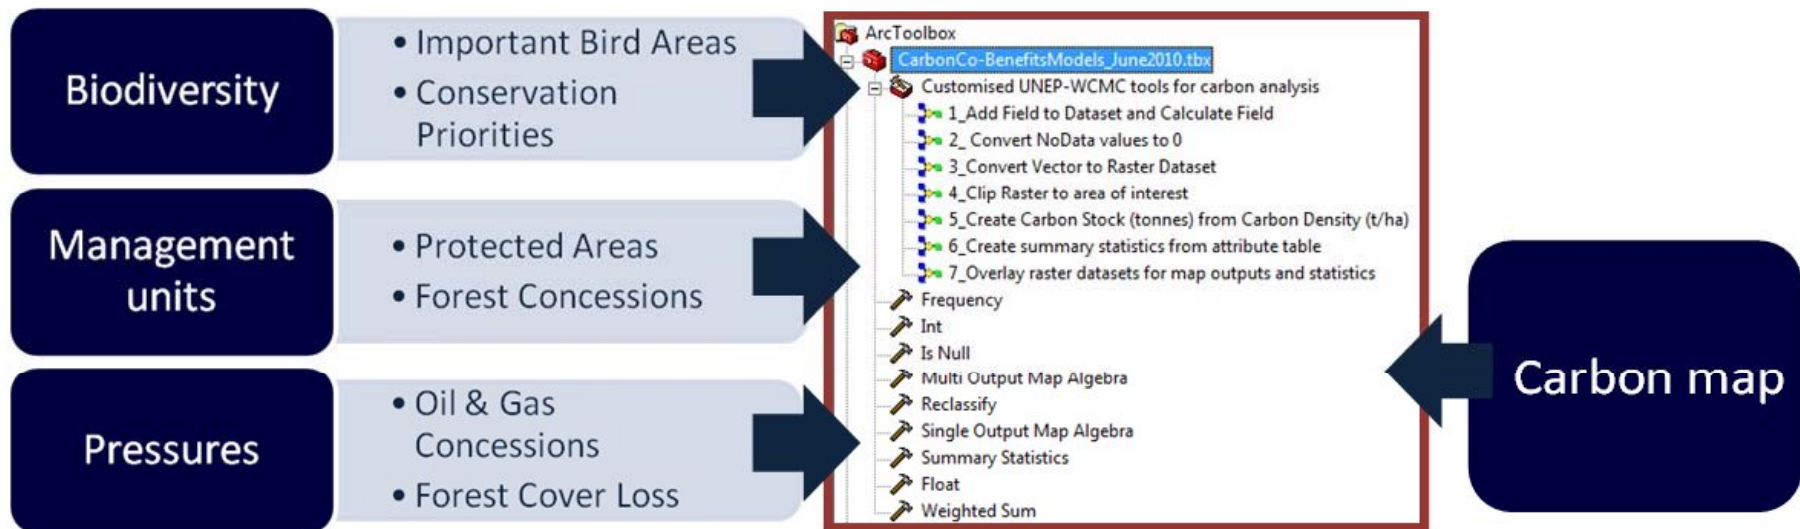 Biodiversity
• Important Bird Areas
• Conservation
Priorities
Management
units
• Protected Areas
• Forest Concessions
Pressures
• Oil & Gas
Concessions
• Forest Cover Loss
ArcToolbox
CarbonCo-BenefitsModels_June2010.tbx
Customised UNEP-WCMC tools for carbon analysis
1_Add Field to Dataset and Calculate Field
2_ Convert NoData values to 0
3_Convert Vector to Raster Dataset
4_Clip Raster to area of interest
5_Create Carbon Stock (tonnes) from Carbon Density (t/ha)
6_Create summary statistics from attribute table
7_Overlay raster datasets for map outputs and statistics
Frequency
Int
Is Null
Multi Output Map Algebra
Reclassify
Single Output Map Algebra
Summary Statistics
Float
Weighted Sum
Carbon map